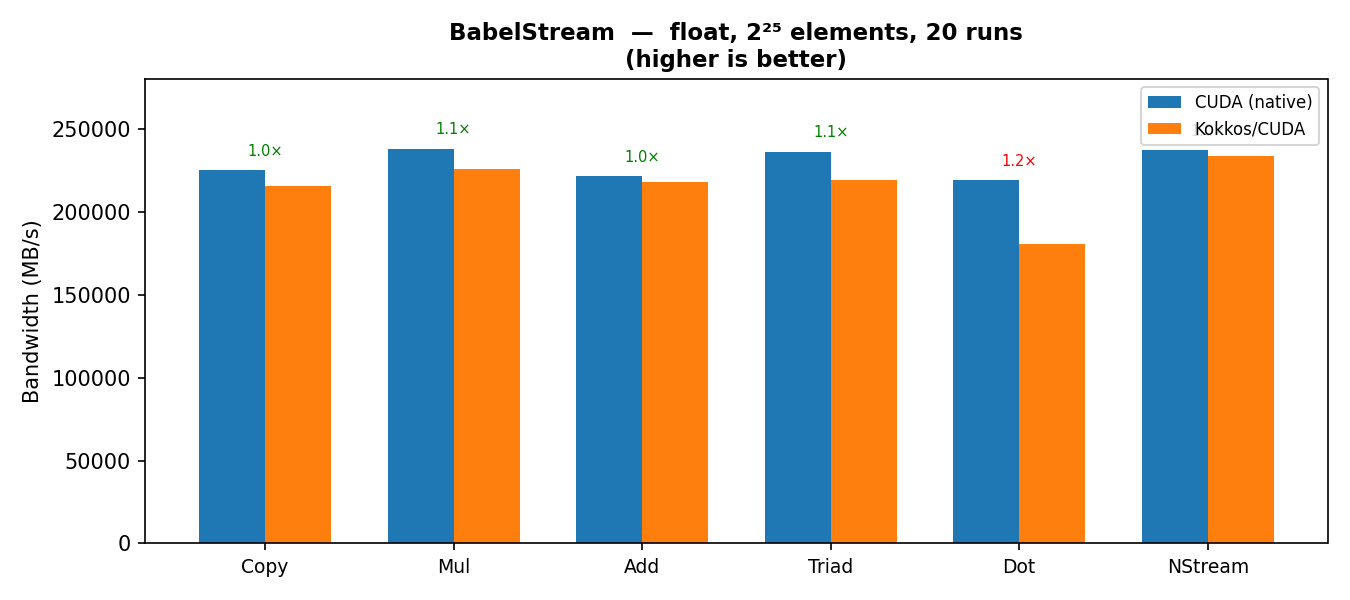 BabelStream — float, 2²⁵ elements, 20 runs
(higher is better)
CUDA (native)
Kokkos/CUDA
1.0×
1.1×
1.0×
1.1×
1.2×
Bandwidth (MB/s)
250000
200000
150000
100000
50000
0
Copy
Mul
Add
Triad
Dot
NStream